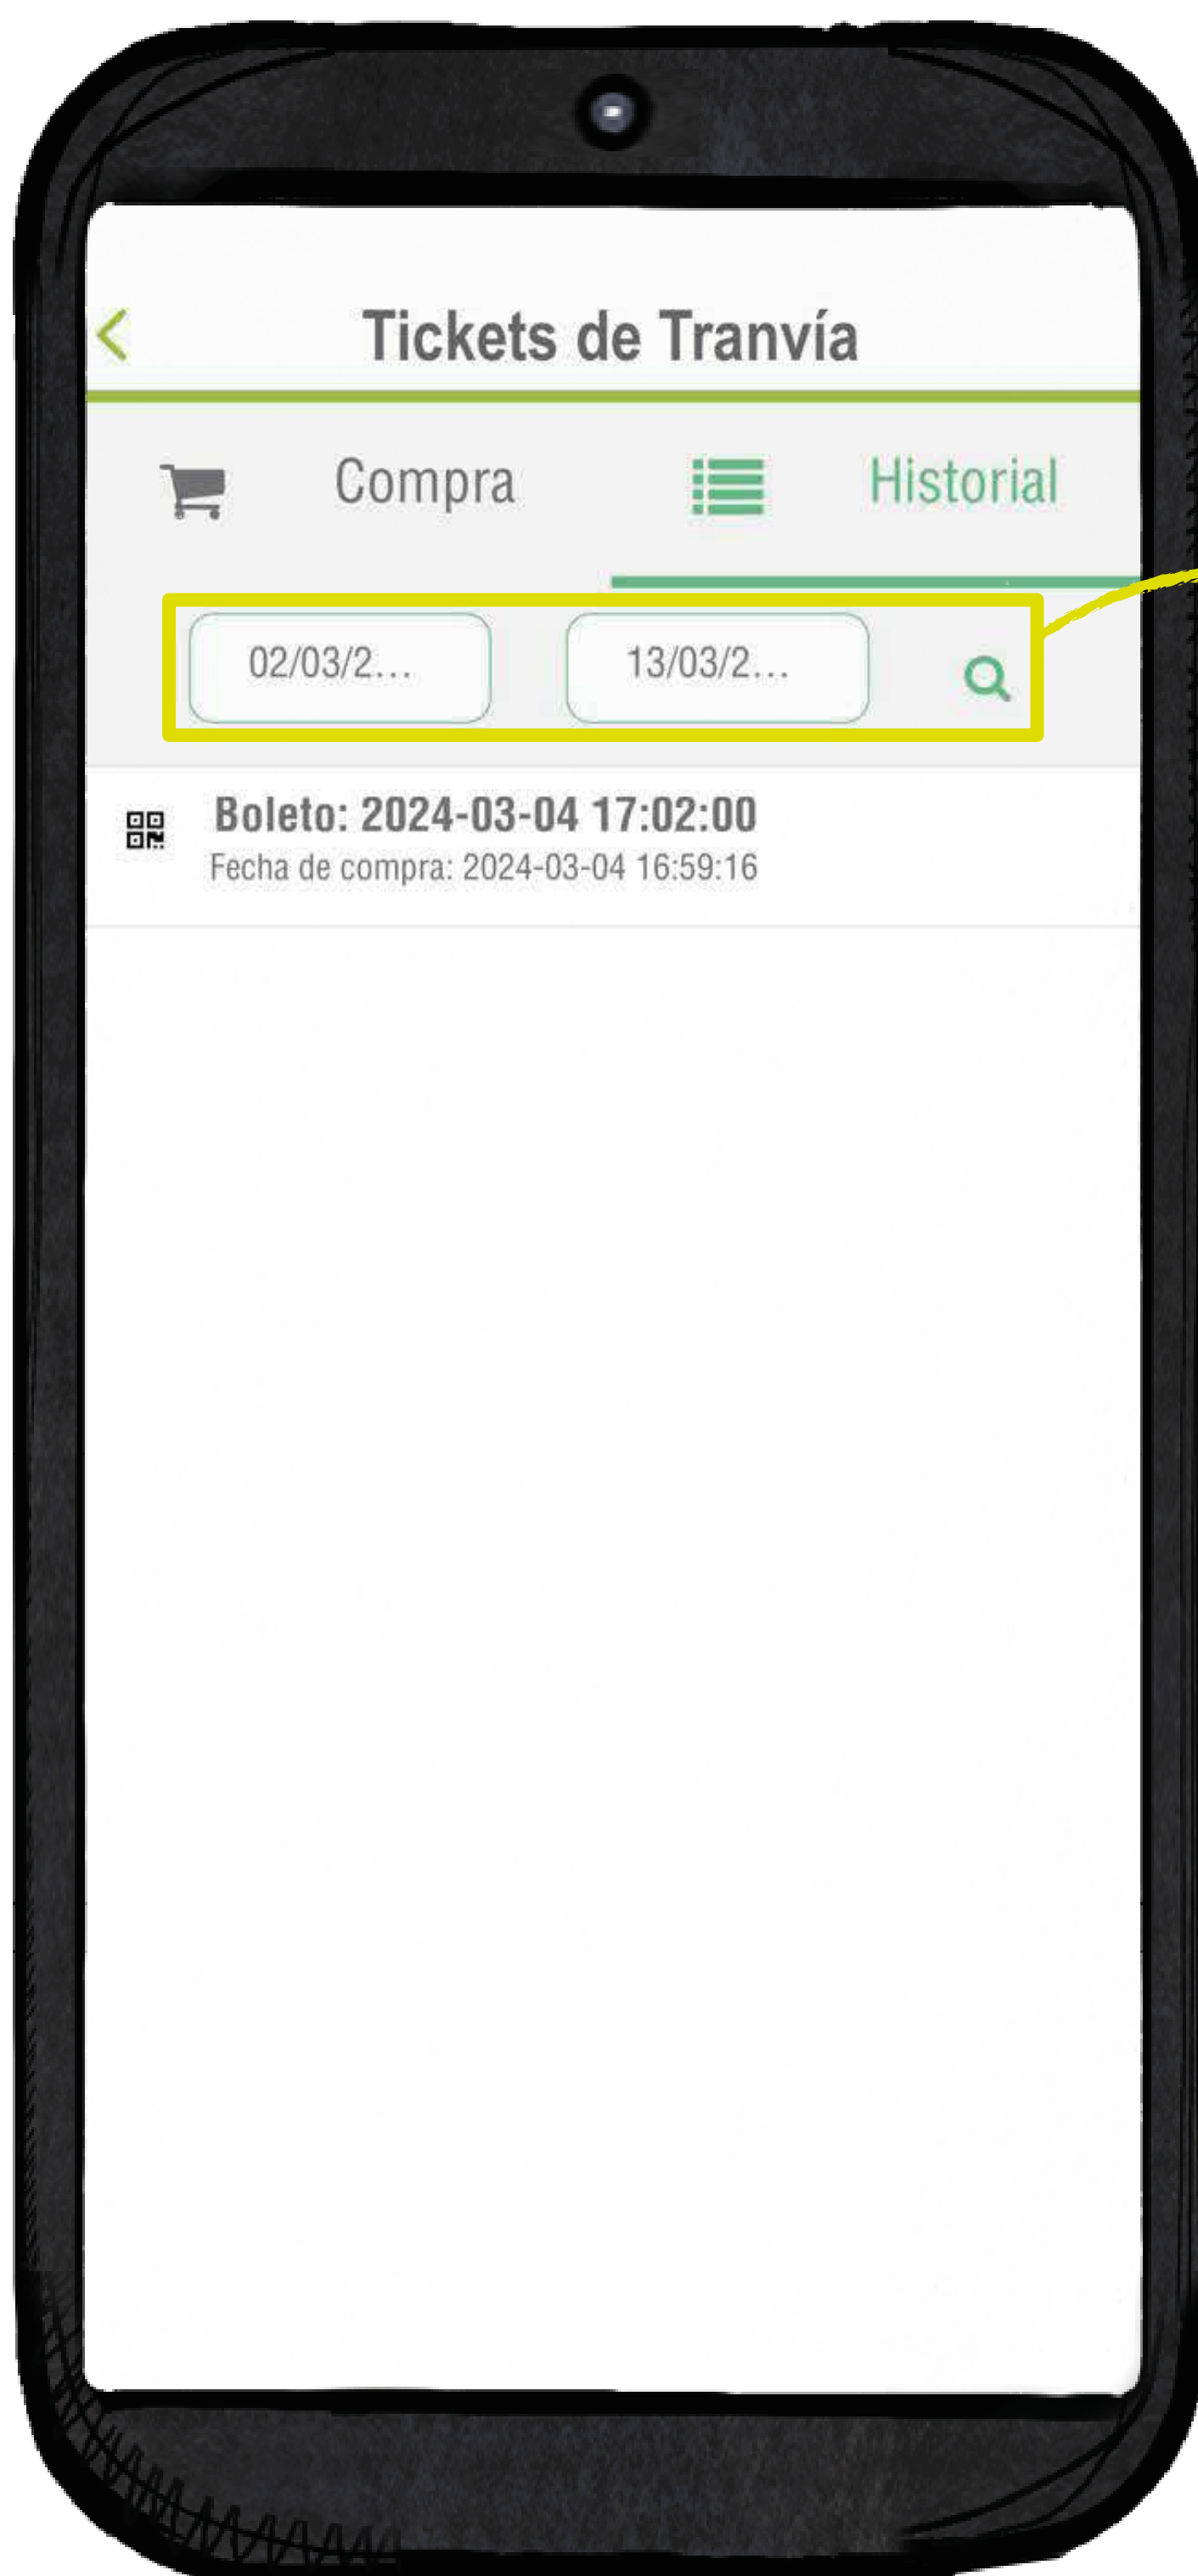 Tickets de Tranvía
Compra Historial
02/03/2... 13/03/2...
Boleto: 2024-03-04 17:02:00
Fecha de compra: 2024-03-04 16:59:16